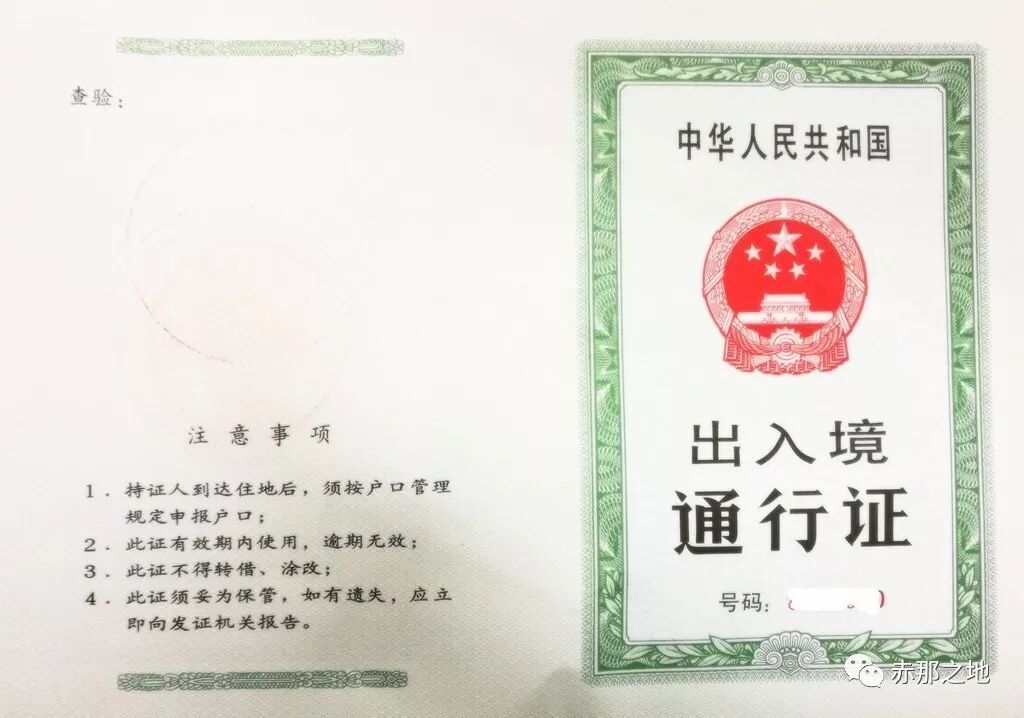 查验：
注意事项
1．持证人到达住地后，须按户口管理
规定申报户口；
2．此证有效期内使用，逾期无效；
3．此证不得转借、涂改；
4．此证须妥为保管，如有遗失，应立
即向发证机关报告。
中华人民共和国
出入境
通行证
号码：
赤那之地